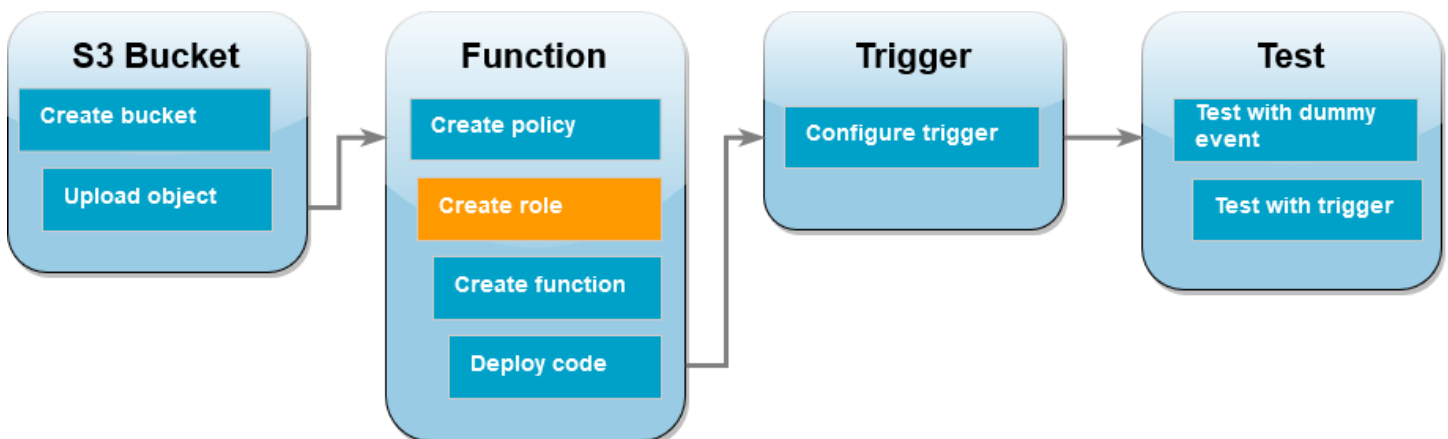 S3 Bucket
Create bucket
Upload object
Function
Create policy
Create role
Create function
Deploy code
Trigger
Configure trigger
Test
Test with dummy
event
Test with trigger